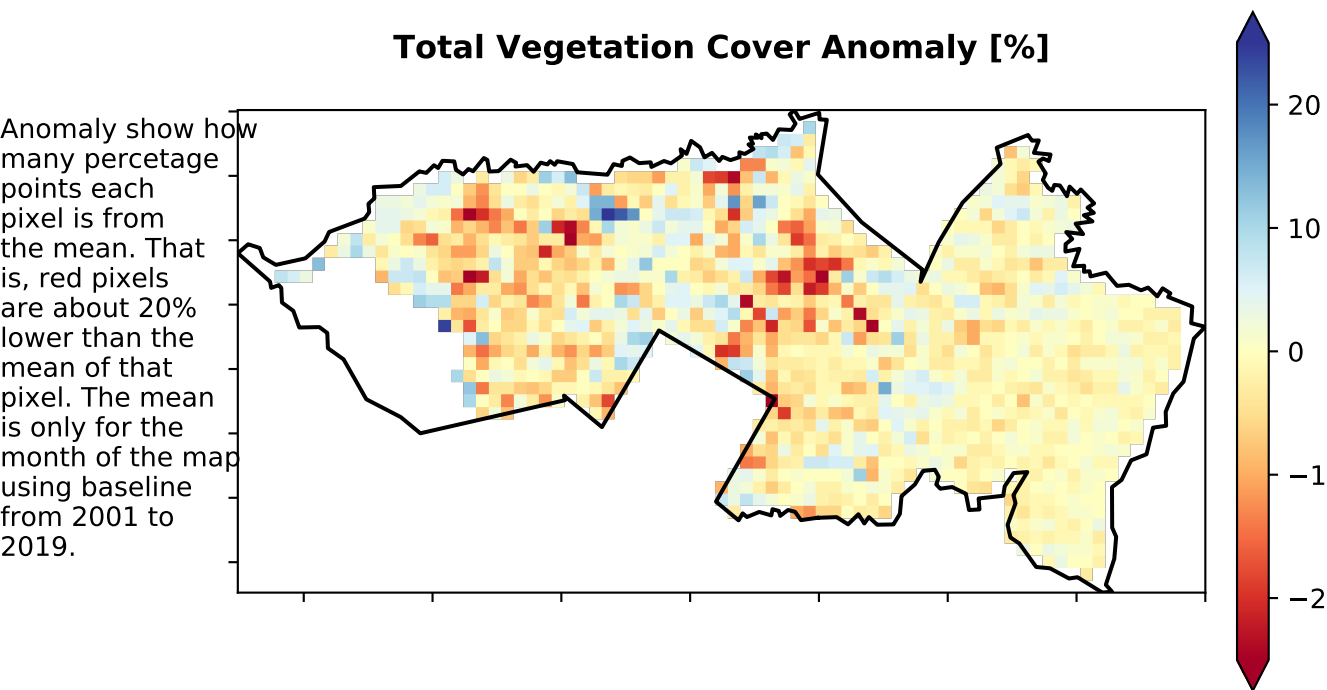 Total Vegetation Cover Anomaly [%]
Anomaly show how
many percetage
points each
pixel is from
the mean. That
is, red pixels
are about 20%
lower than the
mean of that
pixel. The mean
is only for the
month of the map
using baseline
from 2001 to
2019.
20
10
0
−1
−2